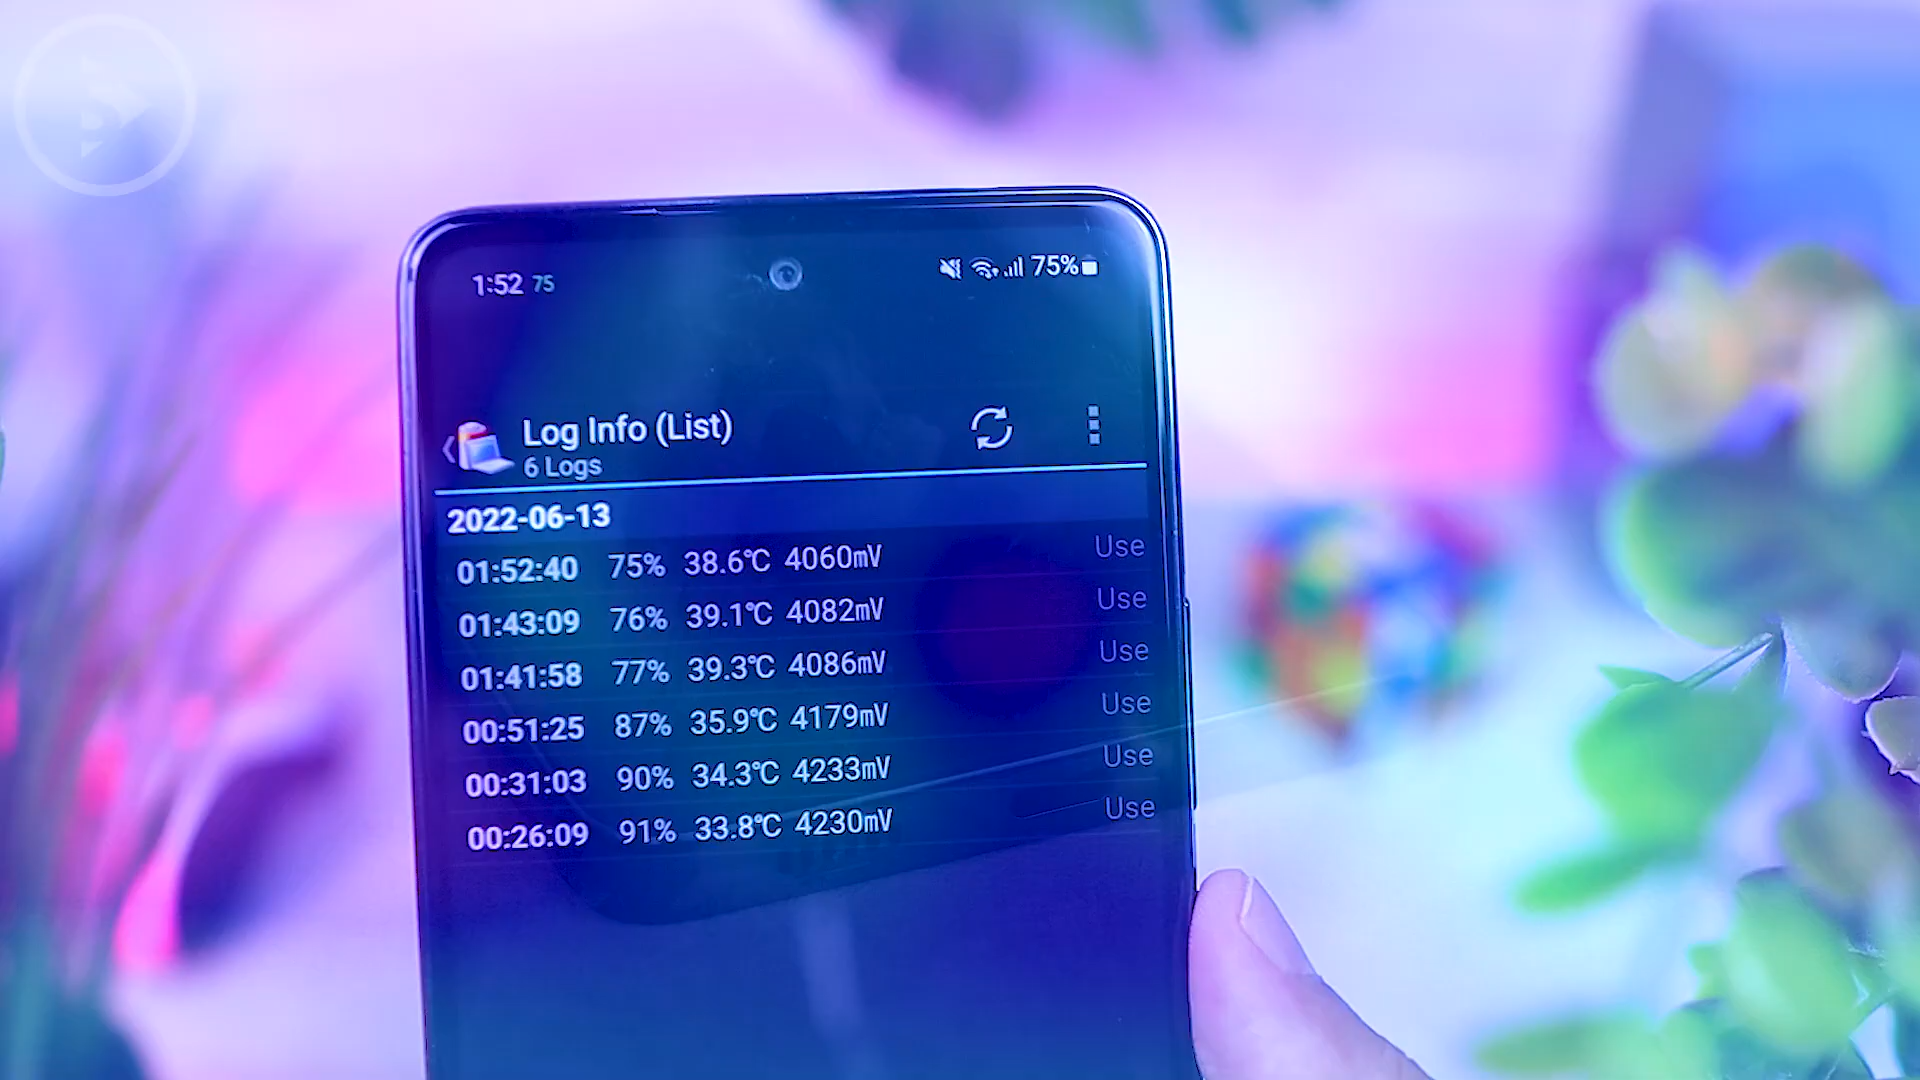 1:52 75 75%
Log Info (List)
6 Logs
2022-06-13
01:52:40 75% 38.6℃ 4060mV Use
01:43:09 76% 39.1℃ 4082mV Use
01:41:58 77% 39.3℃ 4086mV Use
00:51:25 87% 35.9℃ 4179mV Use
00:31:03 90% 34.3℃ 4233mV Use
00:26:09 91% 33.8℃ 4230mV Use